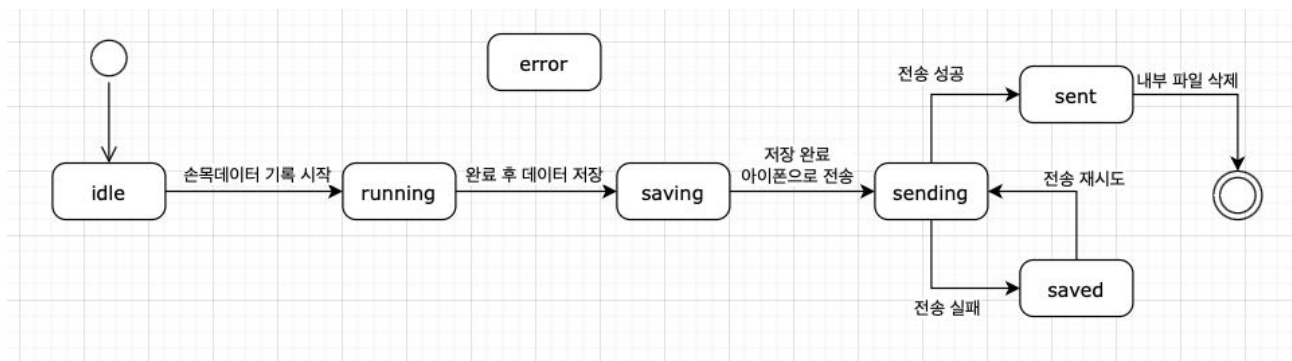 error
전송 성공
sent
내부 파일 삭제
idle
손목데이터 기록 시작
running
완료 후 데이터 저장
saving
저장 완료
아이폰으로 전송
sending
전송 재시도
saved
전송 실패